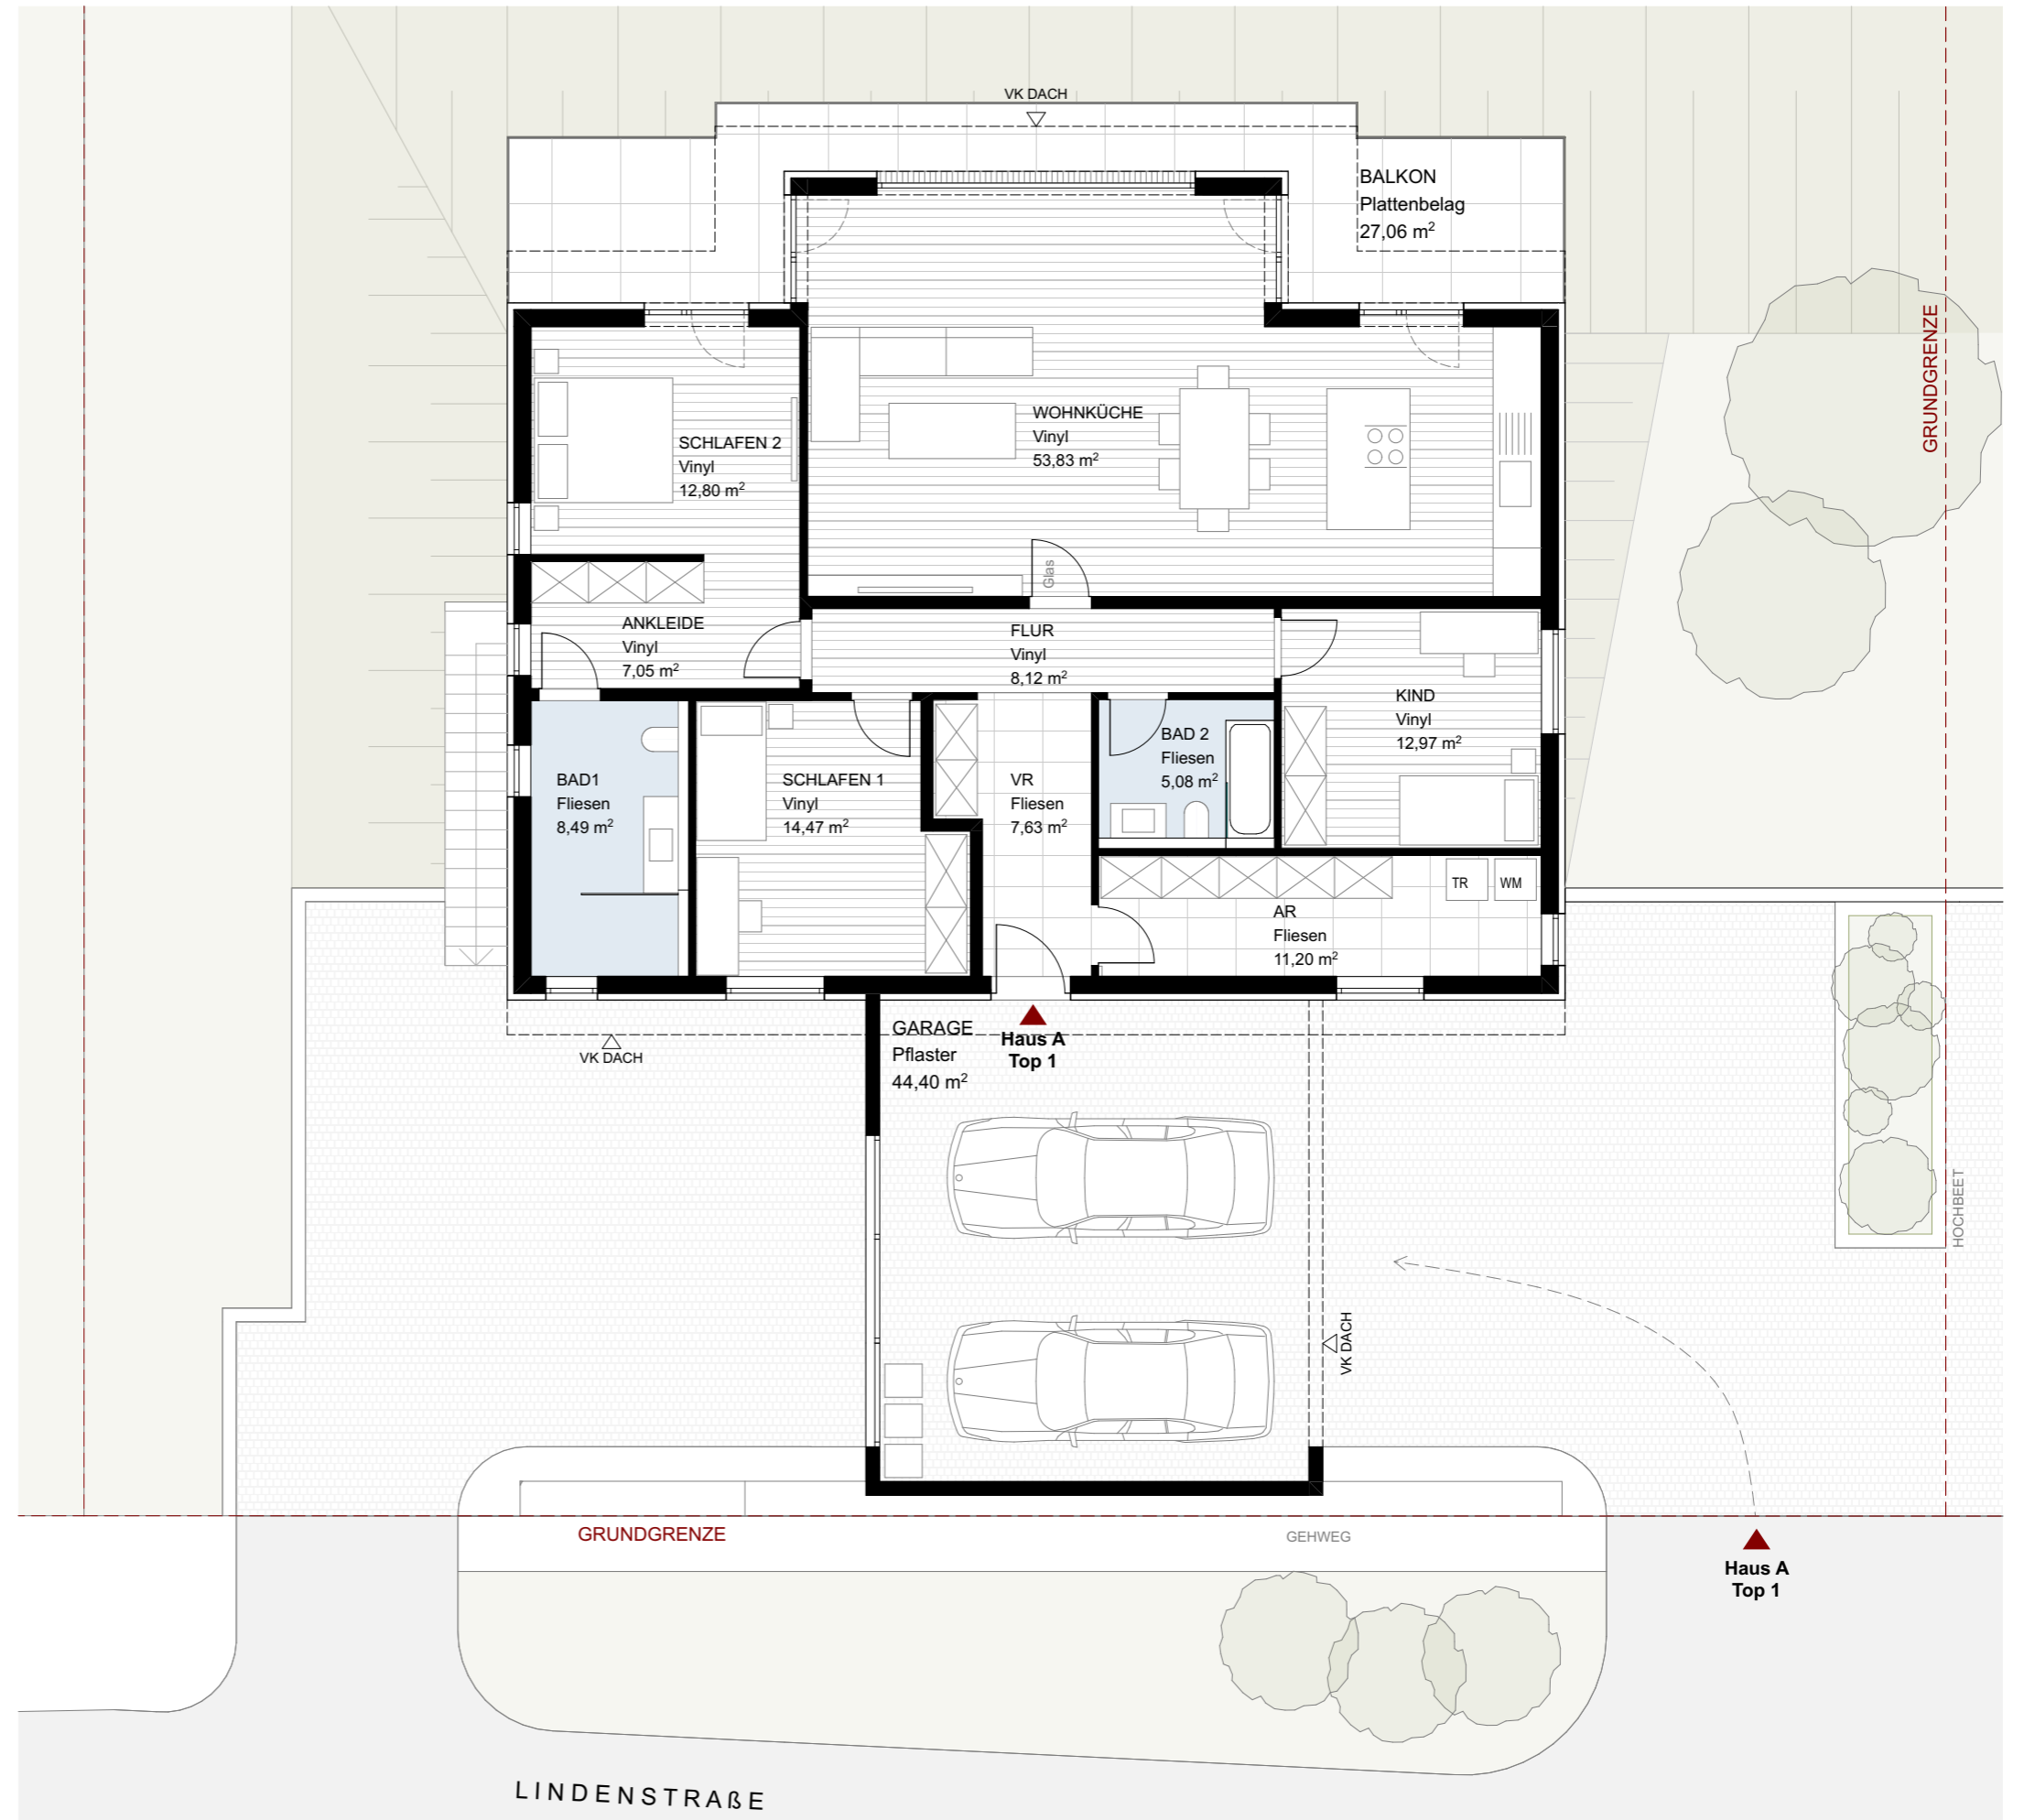 VK DACH
BALKON
Plattenbelag
27,06 m²
GRUNDGRENZE
WOHNKÜCHE
Vinyl
53,83 m²
SCHLAFEN 2
Vinyl
12,80 m²
Glas
ANKLEIDE
Vinyl
7,05 m²
FLUR
Vinyl
8,12 m²
KIND
Vinyl
12,97 m²
BAD 2
Fliesen
5,08 m²
BAD1
Fliesen
8,49 m²
SCHLAFEN 1
Vinyl
14,47 m²
VR
Fliesen
7,63 m²
TR
WM
AR
Fliesen
11,20 m²
GARAGE
Pflaster
44,40 m²
Haus A
Top 1
VK DACH
HOCHBEET
VK DACH
GRUNDGRENZE
GEHWEG
Haus A
Top 1
LINDENSTRAßE